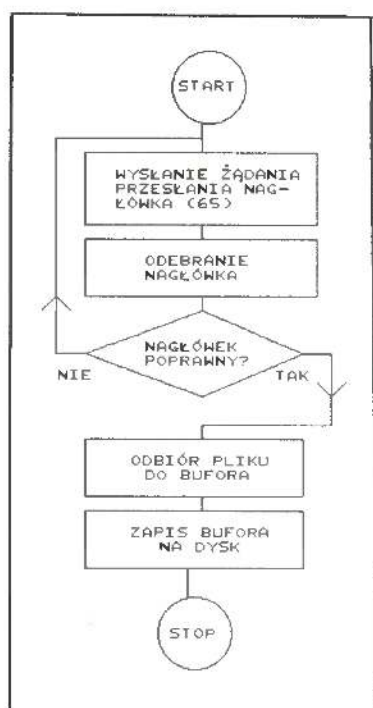 START
WYSŁANIE ŻĄDANIA
PRZESŁANIA NAG-
ŁÓWKA (65)
ODEBRANIE
NAGŁÓWKA
NAGŁÓWEK
POPRAWNY?
NIE
TAK
ODBIÓR PLIKU
DO BUFORA
ZAPIS BUFORA
NA DYSK
STOP